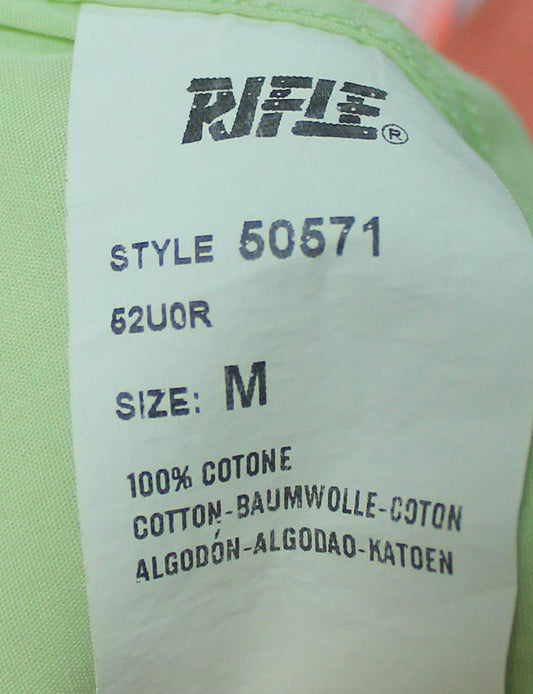 RIFLE®
STYLE 50571
52U0R
SIZE: M
100% COTONE
COTTON-BAUMWOLLE-COTON
ALGODÓN-ALGODAO-KATOEN